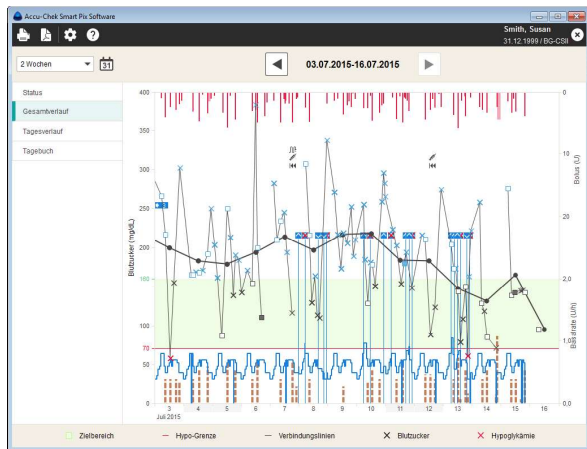 Accu-Chek Smart Pix Software
Smith, Susan
31.12.1999 / BG-CSII
2 Wochen
31
03.07.2015-16.07.2015
Status
Gesamtverlauf
Tagesverlauf
Tagebuch
Blutzucker (mg/dL)
400
350
300
250
200
160
100
70
50
0
0
10
20
2,0
1,0
0,0
Bolus (U)
Basalrate (U/h)
3 4 5 6 7 8 9 10 11 12 13 14 15 16
Juli 2015
Zielbereich Hypo-Grenze Verbindungslinien Blutzucker Hypoglykämie